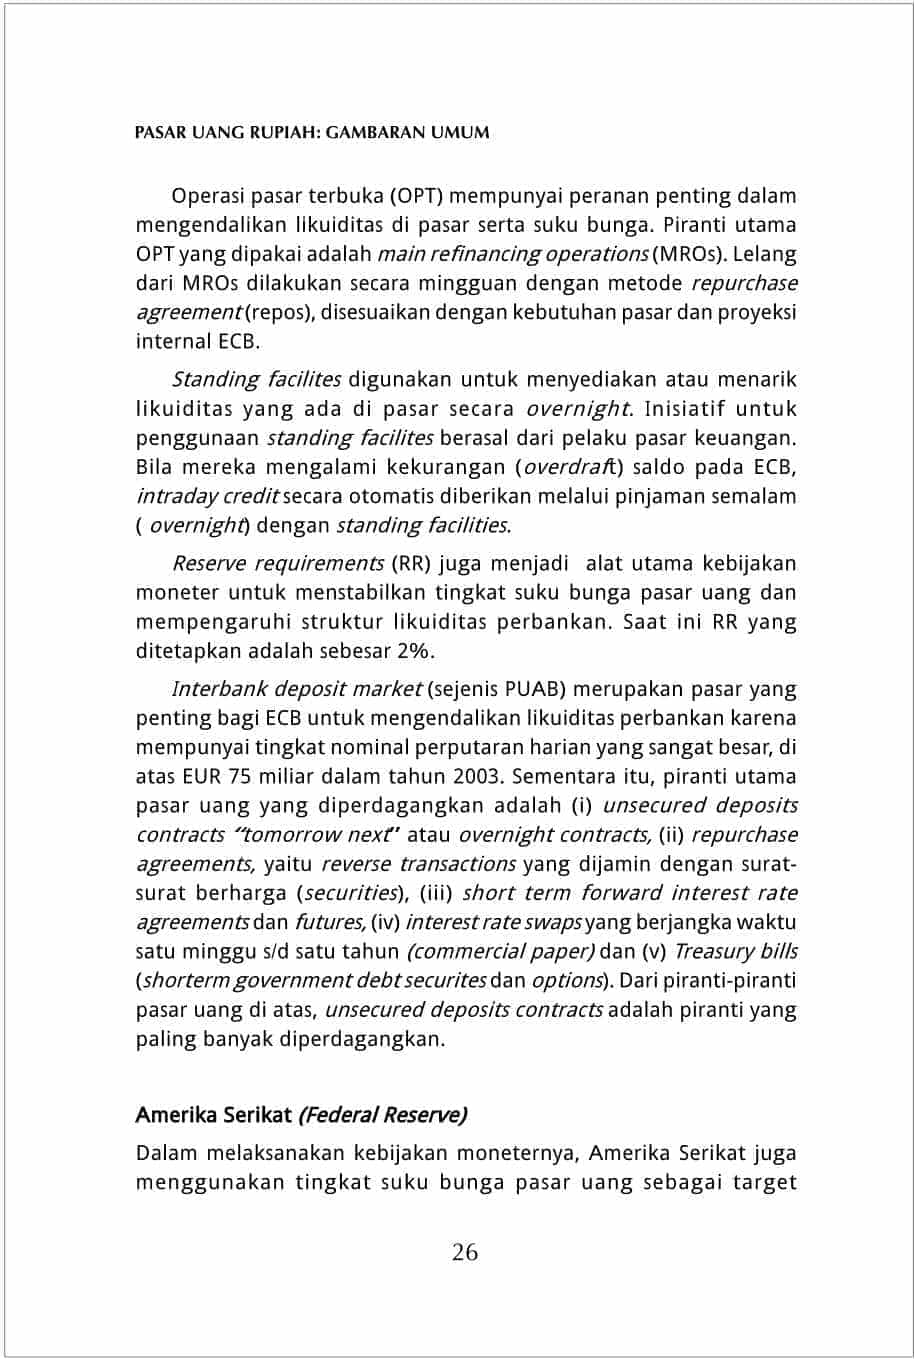 PASAR UANG RUPIAH: GAMBARAN UMUM
Operasi pasar terbuka (OPT) mempunyai peranan penting dalam
mengendalikan likuiditas di pasar serta suku bunga. Piranti utama
OPT yang dipakai adalah main refinancing operations (MROs). Lelang
dari MROs dilakukan secara mingguan dengan metode repurchase
agreement (repos), disesuaikan dengan kebutuhan pasar dan proyeksi
internal ECB.
Standing facilites digunakan untuk menyediakan atau menarik
likuiditas yang ada di pasar secara overnight. Inisiatif untuk
penggunaan standing facilites berasal dari pelaku pasar keuangan.
Bila mereka mengalami kekurangan (overdraft) saldo pada ECB,
intraday credit secara otomatis diberikan melalui pinjaman semalam
( overnight) dengan standing facilities.
Reserve requirements (RR) juga menjadi  alat utama kebijakan
moneter untuk menstabilkan tingkat suku bunga pasar uang dan
mempengaruhi struktur likuiditas perbankan. Saat ini RR yang
ditetapkan adalah sebesar 2%.
Interbank deposit market (sejenis PUAB) merupakan pasar yang
penting bagi ECB untuk mengendalikan likuiditas perbankan karena
mempunyai tingkat nominal perputaran harian yang sangat besar, di
atas EUR 75 miliar dalam tahun 2003. Sementara itu, piranti utama
pasar uang yang diperdagangkan adalah (i) unsecured deposits
contracts “tomorrow next” atau overnight contracts, (ii) repurchase
agreements, yaitu reverse transactions yang dijamin dengan surat-
surat berharga (securities), (iii) short term forward interest rate
agreements dan futures, (iv) interest rate swaps yang berjangka waktu
satu minggu s/d satu tahun (commercial paper) dan (v) Treasury bills
(shorterm government debt securites dan options). Dari piranti-piranti
pasar uang di atas, unsecured deposits contracts adalah piranti yang
paling banyak diperdagangkan.
Amerika Serikat (Federal Reserve)
Dalam melaksanakan kebijakan moneternya, Amerika Serikat juga
menggunakan tingkat suku bunga pasar uang sebagai target
26